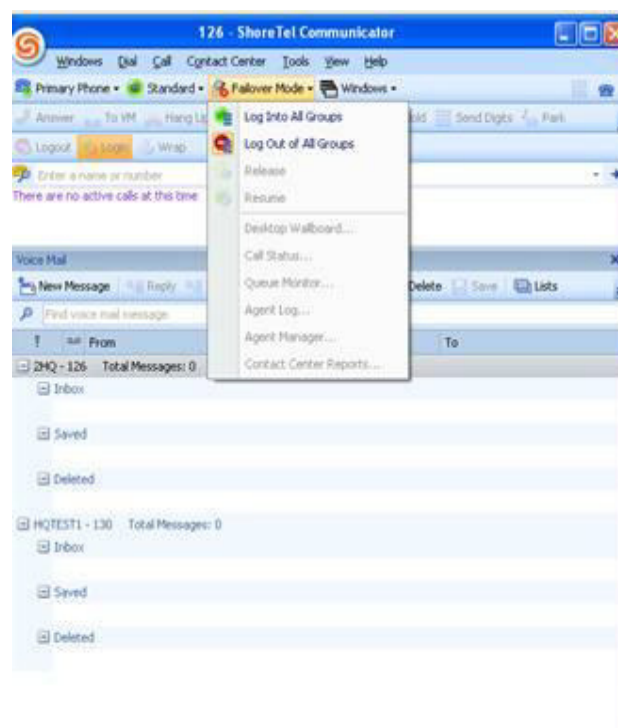 126 - ShoreTel Communicator
Windows Dial Call Contact Center Tools View Help
Primary Phone Standard Failover Mode Windows
Answer To VM Hang Up Send Digits Park
Logout Login Wrap
Enter a name or number
There are no active calls at this time
Log Into All Groups
Log Out of All Groups
Release
Resume
Desktop Wallboard...
Call Status...
Queue Monitor...
Agent Log...
Agent Manager...
Contact Center Reports...
Voice Mail
New Message Reply Delete Save Lists
Find voice mail message
! From To
2HQ - 126 Total Messages: 0
Inbox
Saved
Deleted
HQTEST1 - 130 Total Messages: 0
Inbox
Saved
Deleted